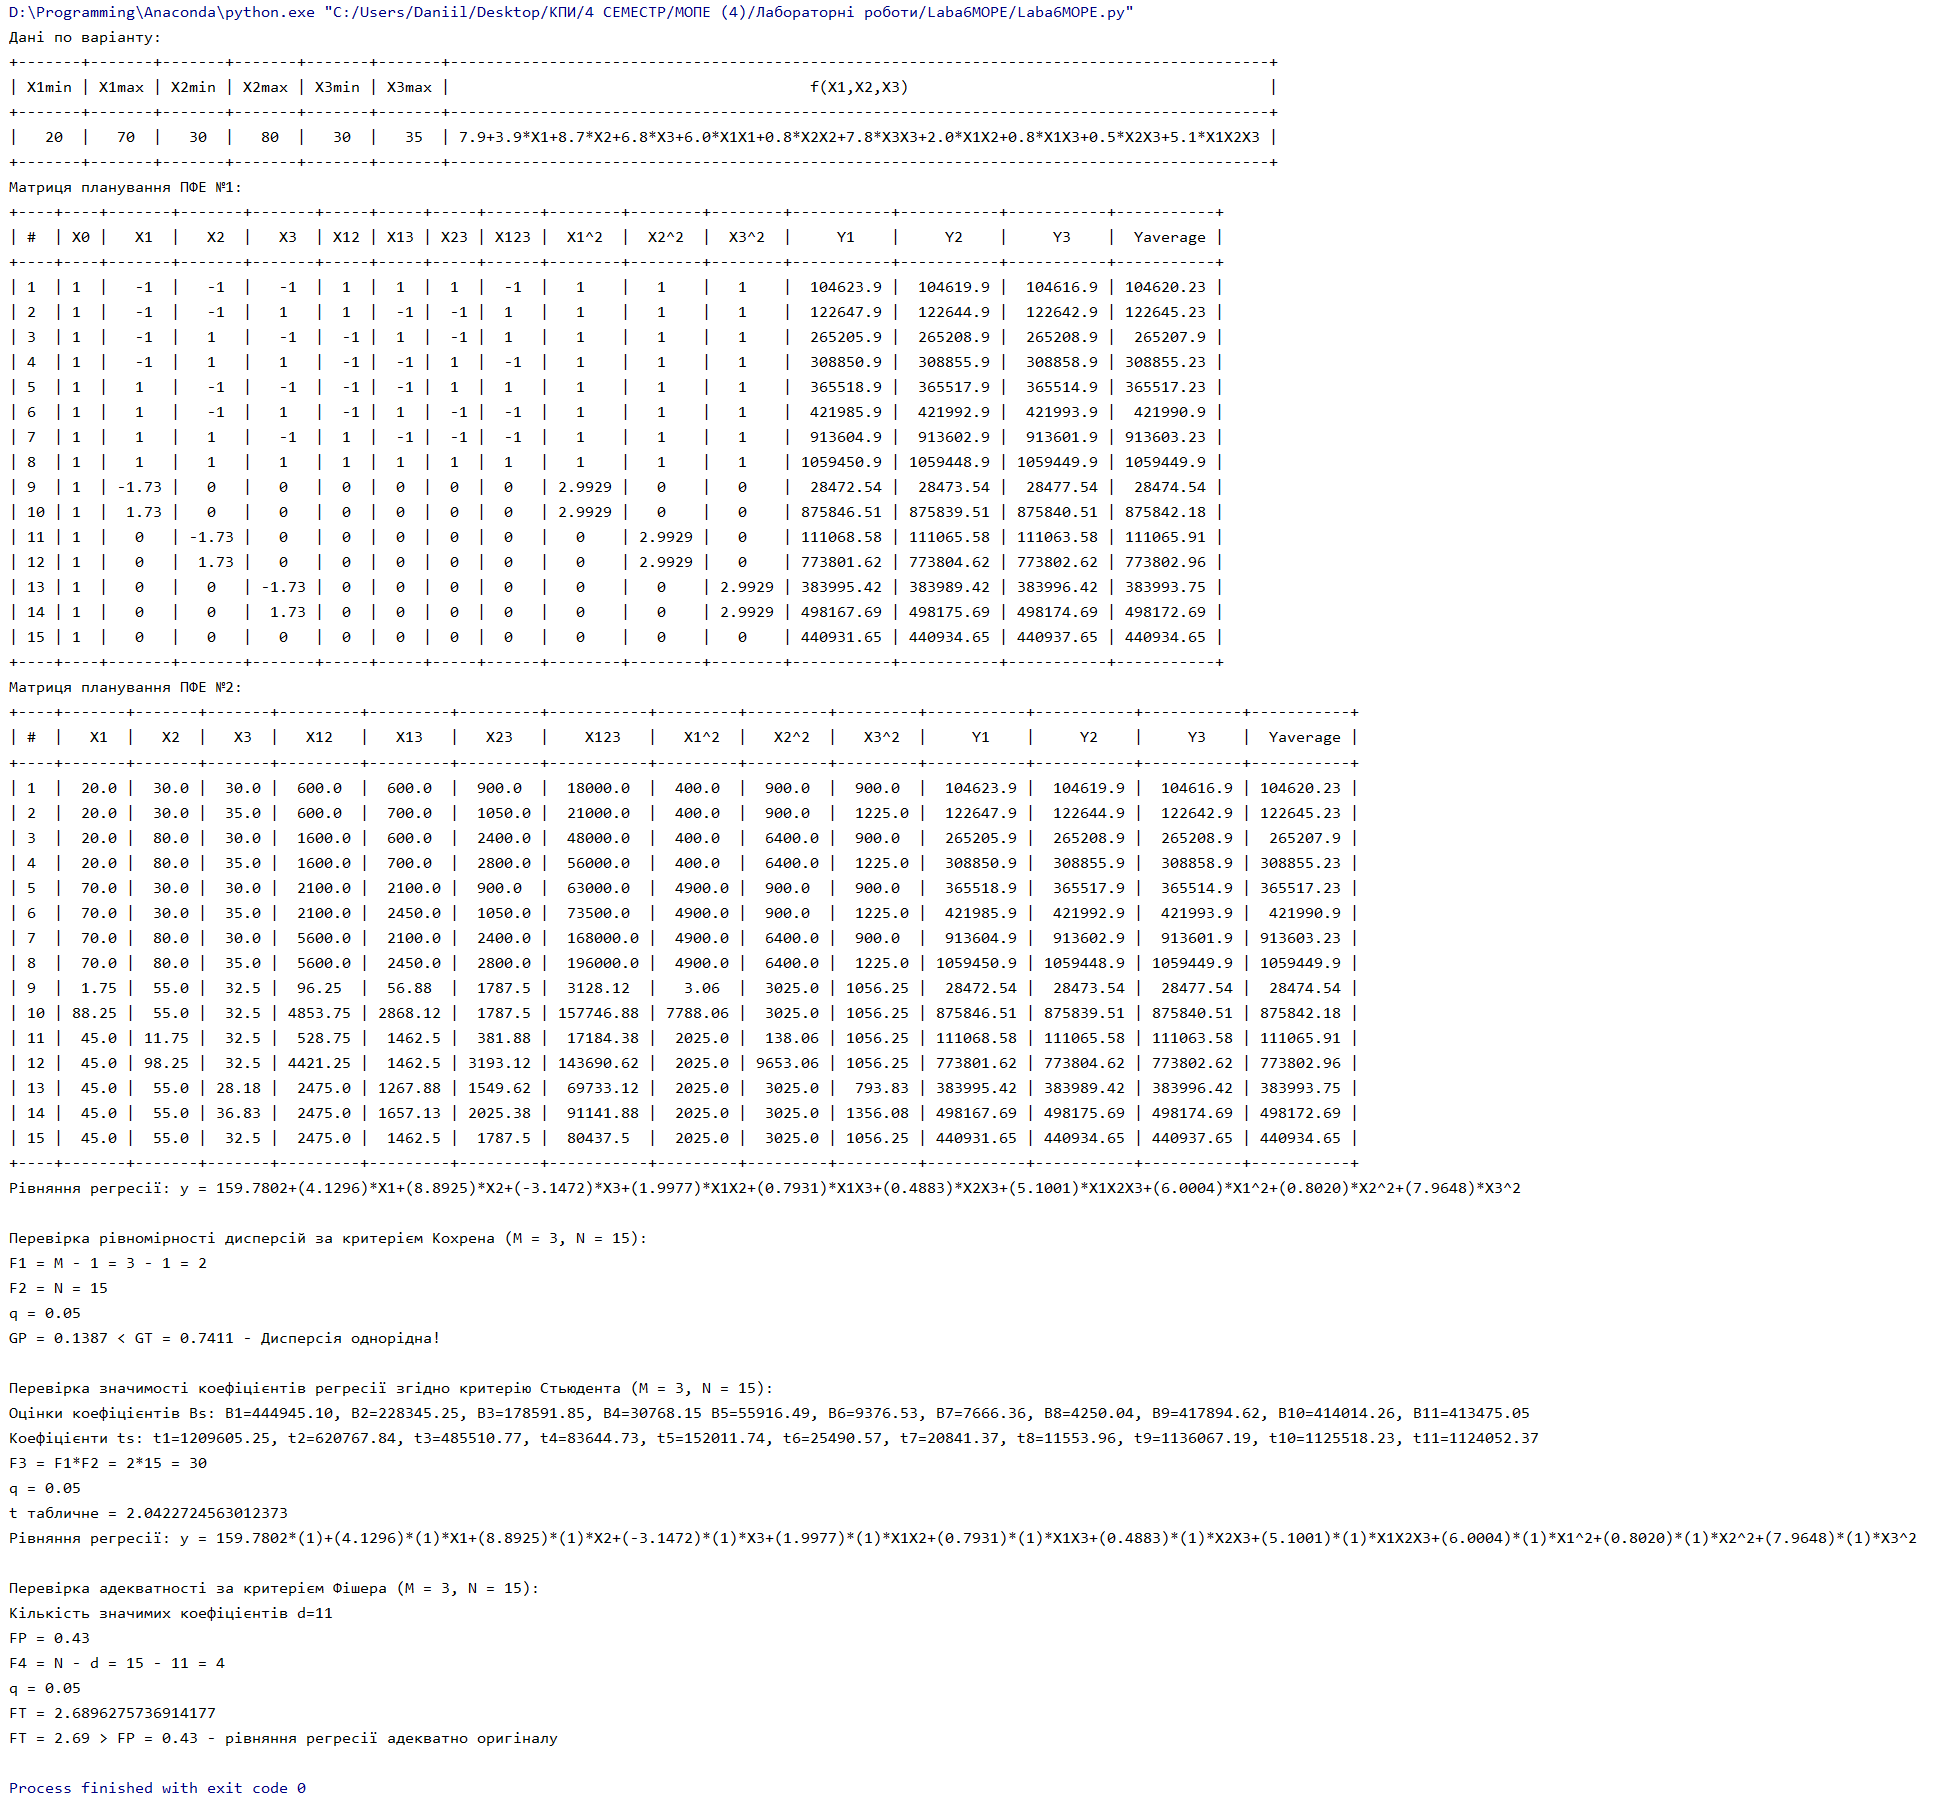 D:\Programming\Anaconda\python.exe "C:/Users/Daniil/Desktop/КПИ/4 СЕМЕСТР/МОПЕ (4)/Лабораторні роботи/Laba6MOPE/Laba6MOPE.py"
Дані по варіанту:
+-------+-------+-------+-------+-------+-------+-------------------------------------------------------------------------------------------+
| X1min | X1max | X2min | X2max | X3min | X3max |                                        f(X1,X2,X3)                                        |
+-------+-------+-------+-------+-------+-------+-------------------------------------------------------------------------------------------+
|   20  |   70  |   30  |   80  |   30  |   35  | 7.9+3.9*X1+8.7*X2+6.8*X3+6.0*X1X1+0.8*X2X2+7.8*X3X3+2.0*X1X2+0.8*X1X3+0.5*X2X3+5.1*X1X2X3 |
+-------+-------+-------+-------+-------+-------+-------------------------------------------------------------------------------------------+
Матриця планування ПФЕ №1:
+----+----+-------+-------+-------+-----+-----+-----+------+--------+--------+--------+-----------+-----------+-----------+-----------+
| #  | X0 |   X1  |   X2  |   X3  | X12 | X13 | X23 | X123 |  X1^2  |  X2^2  |  X3^2  |     Y1    |     Y2    |     Y3    |  Yaverage |
+----+----+-------+-------+-------+-----+-----+-----+------+--------+--------+--------+-----------+-----------+-----------+-----------+
| 1  | 1  |   -1  |   -1  |   -1  |  1  |  1  |  1  |  -1  |   1    |   1    |   1    |  104623.9 |  104619.9 |  104616.9 | 104620.23 |
| 2  | 1  |   -1  |   -1  |   1   |  1  |  -1 |  -1 |  1   |   1    |   1    |   1    |  122647.9 |  122644.9 |  122642.9 | 122645.23 |
| 3  | 1  |   -1  |   1   |   -1  |  -1 |  1  |  -1 |  1   |   1    |   1    |   1    |  265205.9 |  265208.9 |  265208.9 |  265207.9 |
| 4  | 1  |   -1  |   1   |   1   |  -1 |  -1 |  1  |  -1  |   1    |   1    |   1    |  308850.9 |  308855.9 |  308858.9 | 308855.23 |
| 5  | 1  |   1   |   -1  |   -1  |  -1 |  -1 |  1  |  1   |   1    |   1    |   1    |  365518.9 |  365517.9 |  365514.9 | 365517.23 |
| 6  | 1  |   1   |   -1  |   1   |  -1 |  1  |  -1 |  -1  |   1    |   1    |   1    |  421985.9 |  421992.9 |  421993.9 |  421990.9 |
| 7  | 1  |   1   |   1   |   -1  |  1  |  -1 |  -1 |  -1  |   1    |   1    |   1    |  913604.9 |  913602.9 |  913601.9 | 913603.23 |
| 8  | 1  |   1   |   1   |   1   |  1  |  1  |  1  |  1   |   1    |   1    |   1    | 1059450.9 | 1059448.9 | 1059449.9 | 1059449.9 |
| 9  | 1  | -1.73 |   0   |   0   |  0  |  0  |  0  |  0   | 2.9929 |   0    |   0    |  28472.54 |  28473.54 |  28477.54 |  28474.54 |
| 10 | 1  |  1.73 |   0   |   0   |  0  |  0  |  0  |  0   | 2.9929 |   0    |   0    | 875846.51 | 875839.51 | 875840.51 | 875842.18 |
| 11 | 1  |   0   | -1.73 |   0   |  0  |  0  |  0  |  0   |   0    | 2.9929 |   0    | 111068.58 | 111065.58 | 111063.58 | 111065.91 |
| 12 | 1  |   0   |  1.73 |   0   |  0  |  0  |  0  |  0   |   0    | 2.9929 |   0    | 773801.62 | 773804.62 | 773802.62 | 773802.96 |
| 13 | 1  |   0   |   0   | -1.73 |  0  |  0  |  0  |  0   |   0    |   0    | 2.9929 | 383995.42 | 383989.42 | 383996.42 | 383993.75 |
| 14 | 1  |   0   |   0   |  1.73 |  0  |  0  |  0  |  0   |   0    |   0    | 2.9929 | 498167.69 | 498175.69 | 498174.69 | 498172.69 |
| 15 | 1  |   0   |   0   |   0   |  0  |  0  |  0  |  0   |   0    |   0    |   0    | 440931.65 | 440934.65 | 440937.65 | 440934.65 |
+----+----+-------+-------+-------+-----+-----+-----+------+--------+--------+--------+-----------+-----------+-----------+-----------+
Матриця планування ПФЕ №2:
+----+-------+-------+-------+---------+---------+---------+-----------+---------+---------+---------+-----------+-----------+-----------+-----------+
| #  |   X1  |   X2  |   X3  |   X12   |   X13   |   X23   |    X123   |   X1^2  |   X2^2  |   X3^2  |     Y1    |     Y2    |     Y3    |  Yaverage |
+----+-------+-------+-------+---------+---------+---------+-----------+---------+---------+---------+-----------+-----------+-----------+-----------+
| 1  |  20.0 |  30.0 |  30.0 |  600.0  |  600.0  |  900.0  |  18000.0  |  400.0  |  900.0  |  900.0  |  104623.9 |  104619.9 |  104616.9 | 104620.23 |
| 2  |  20.0 |  30.0 |  35.0 |  600.0  |  700.0  |  1050.0 |  21000.0  |  400.0  |  900.0  |  1225.0 |  122647.9 |  122644.9 |  122642.9 | 122645.23 |
| 3  |  20.0 |  80.0 |  30.0 |  1600.0 |  600.0  |  2400.0 |  48000.0  |  400.0  |  6400.0 |  900.0  |  265205.9 |  265208.9 |  265208.9 |  265207.9 |
| 4  |  20.0 |  80.0 |  35.0 |  1600.0 |  700.0  |  2800.0 |  56000.0  |  400.0  |  6400.0 |  1225.0 |  308850.9 |  308855.9 |  308858.9 | 308855.23 |
| 5  |  70.0 |  30.0 |  30.0 |  2100.0 |  2100.0 |  900.0  |  63000.0  |  4900.0 |  900.0  |  900.0  |  365518.9 |  365517.9 |  365514.9 | 365517.23 |
| 6  |  70.0 |  30.0 |  35.0 |  2100.0 |  2450.0 |  1050.0 |  73500.0  |  4900.0 |  900.0  |  1225.0 |  421985.9 |  421992.9 |  421993.9 |  421990.9 |
| 7  |  70.0 |  80.0 |  30.0 |  5600.0 |  2100.0 |  2400.0 |  168000.0 |  4900.0 |  6400.0 |  900.0  |  913604.9 |  913602.9 |  913601.9 | 913603.23 |
| 8  |  70.0 |  80.0 |  35.0 |  5600.0 |  2450.0 |  2800.0 |  196000.0 |  4900.0 |  6400.0 |  1225.0 | 1059450.9 | 1059448.9 | 1059449.9 | 1059449.9 |
| 9  |  1.75 |  55.0 |  32.5 |  96.25  |  56.88  |  1787.5 |  3128.12  |   3.06  |  3025.0 | 1056.25 |  28472.54 |  28473.54 |  28477.54 |  28474.54 |
| 10 | 88.25 |  55.0 |  32.5 | 4853.75 | 2868.12 |  1787.5 | 157746.88 | 7788.06 |  3025.0 | 1056.25 | 875846.51 | 875839.51 | 875840.51 | 875842.18 |
| 11 |  45.0 | 11.75 |  32.5 |  528.75 |  1462.5 |  381.88 |  17184.38 |  2025.0 |  138.06 | 1056.25 | 111068.58 | 111065.58 | 111063.58 | 111065.91 |
| 12 |  45.0 | 98.25 |  32.5 | 4421.25 |  1462.5 | 3193.12 | 143690.62 |  2025.0 | 9653.06 | 1056.25 | 773801.62 | 773804.62 | 773802.62 | 773802.96 |
| 13 |  45.0 |  55.0 | 28.18 |  2475.0 | 1267.88 | 1549.62 |  69733.12 |  2025.0 |  3025.0 |  793.83 | 383995.42 | 383989.42 | 383996.42 | 383993.75 |
| 14 |  45.0 |  55.0 | 36.83 |  2475.0 | 1657.13 | 2025.38 |  91141.88 |  2025.0 |  3025.0 | 1356.08 | 498167.69 | 498175.69 | 498174.69 | 498172.69 |
| 15 |  45.0 |  55.0 |  32.5 |  2475.0 |  1462.5 |  1787.5 |  80437.5  |  2025.0 |  3025.0 | 1056.25 | 440931.65 | 440934.65 | 440937.65 | 440934.65 |
+----+-------+-------+-------+---------+---------+---------+-----------+---------+---------+---------+-----------+-----------+-----------+-----------+
Рівняння регресії: y = 159.7802+(4.1296)*X1+(8.8925)*X2+(-3.1472)*X3+(1.9977)*X1X2+(0.7931)*X1X3+(0.4883)*X2X3+(5.1001)*X1X2X3+(6.0004)*X1^2+(0.8020)*X2^2+(7.9648)*X3^2
Перевірка рівномірності дисперсій за критерієм Кохрена (M = 3, N = 15):
F1 = M - 1 = 3 - 1 = 2
F2 = N = 15
q = 0.05
GP = 0.1387 < GT = 0.7411 - Дисперсія однорідна!
Перевірка значимості коефіцієнтів регресії згідно критерію Стьюдента (M = 3, N = 15):
Оцінки коефіцієнтів Bs: B1=444945.10, B2=228345.25, B3=178591.85, B4=30768.15 B5=55916.49, B6=9376.53, B7=7666.36, B8=4250.04, B9=417894.62, B10=414014.26, B11=413475.05
Коефіцієнти ts: t1=1209605.25, t2=620767.84, t3=485510.77, t4=83644.73, t5=152011.74, t6=25490.57, t7=20841.37, t8=11553.96, t9=1136067.19, t10=1125518.23, t11=1124052.37
F3 = F1*F2 = 2*15 = 30
q = 0.05
t табличне = 2.0422724563012373
Рівняння регресії: y = 159.7802*(1)+(4.1296)*(1)*X1+(8.8925)*(1)*X2+(-3.1472)*(1)*X3+(1.9977)*(1)*X1X2+(0.7931)*(1)*X1X3+(0.4883)*(1)*X2X3+(5.1001)*(1)*X1X2X3+(6.0004)*(1)*X1^2+(0.8020)*(1)*X2^2+(7.9648)*(1)*X3^2
Перевірка адекватності за критерієм Фішера (M = 3, N = 15):
Кількість значимих коефіцієнтів d=11
FP = 0.43
F4 = N - d = 15 - 11 = 4
q = 0.05
FT = 2.6896275736914177
FT = 2.69 > FP = 0.43 - рівняння регресії адекватно оригіналу
Process finished with exit code 0